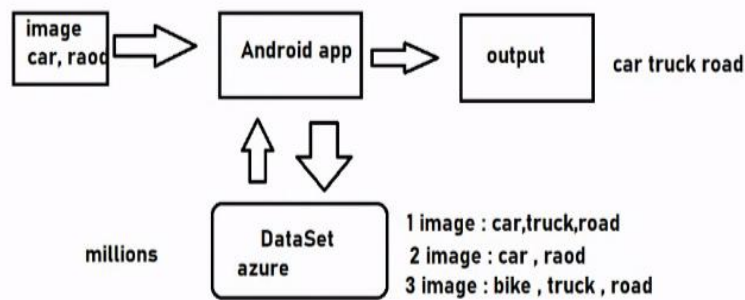 image
car, raod
Android app
output
car truck road
millions
DataSet
azure
1 image : car,truck,road
2 image : car , raod
3 image : bike , truck , road